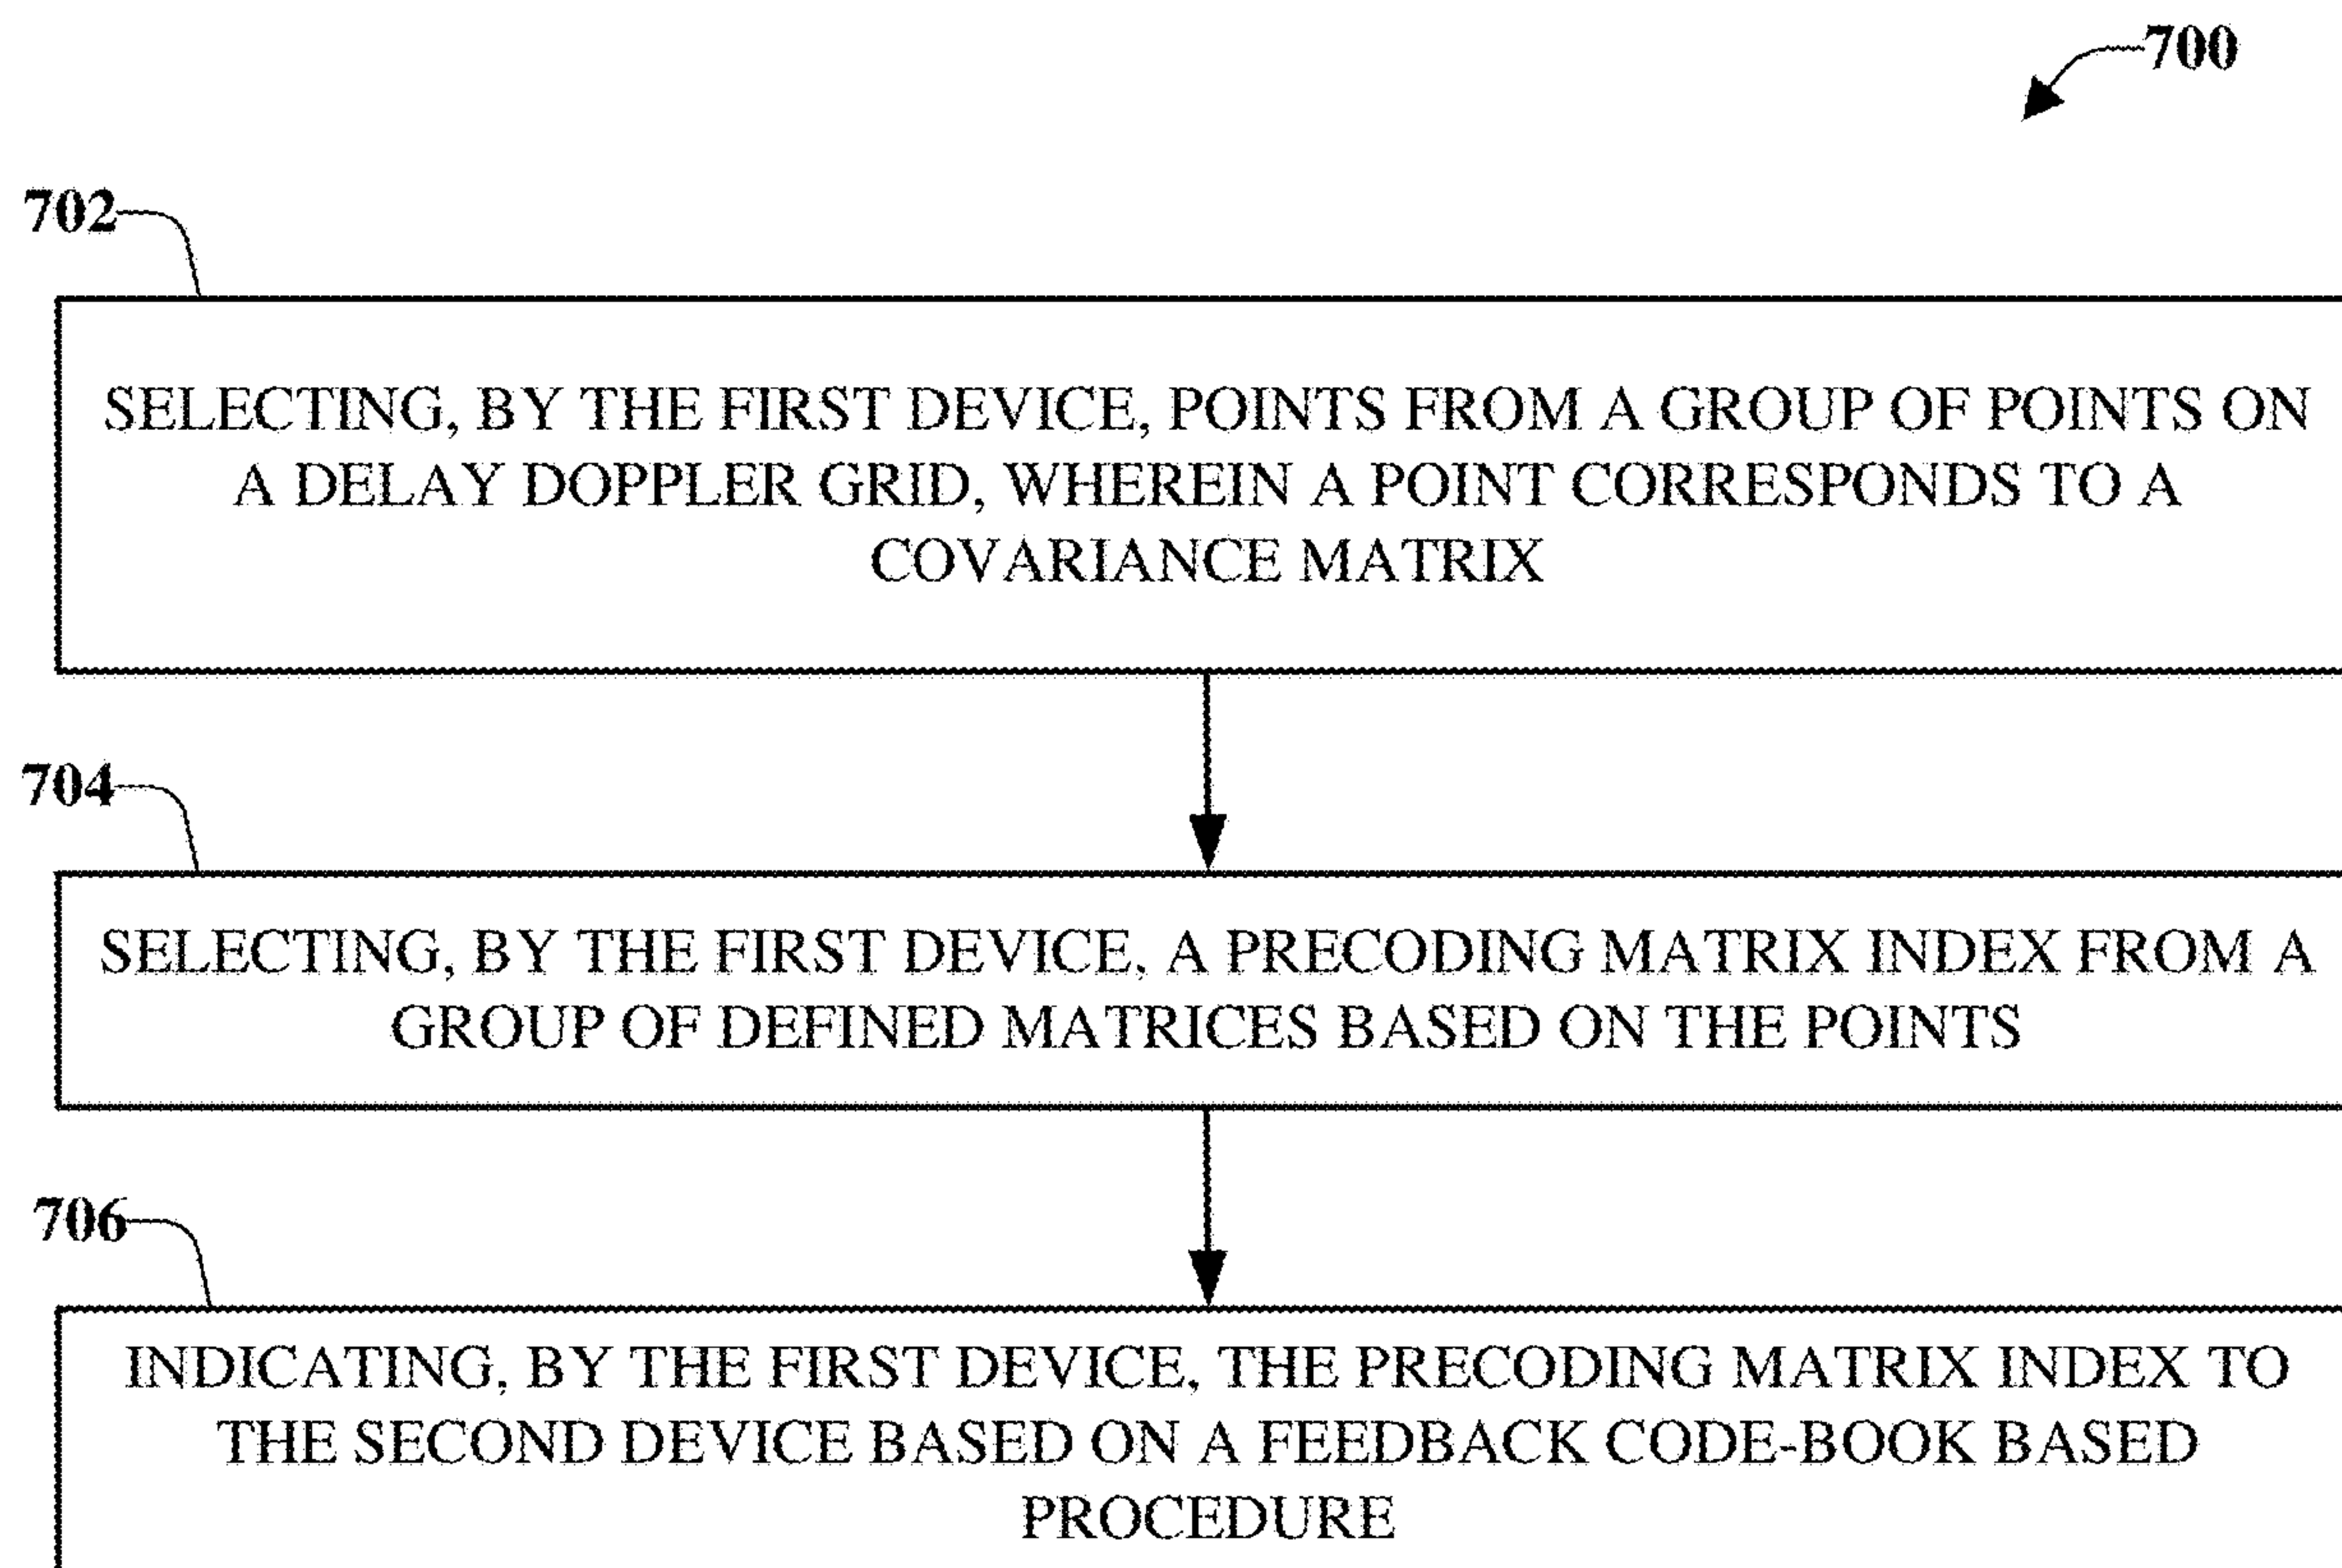 700
702
SELECTING, BY THE FIRST DEVICE, POINTS FROM A GROUP OF POINTS ON
A DELAY DOPPLER GRID, WHEREIN A POINT CORRESPONDS TO A
COVARIANCE MATRIX
704
SELECTING, BY THE FIRST DEVICE, A PRECODING MATRIX INDEX FROM A
GROUP OF DEFINED MATRICES BASED ON THE POINTS
706
INDICATING, BY THE FIRST DEVICE, THE PRECODING MATRIX INDEX TO
THE SECOND DEVICE BASED ON A FEEDBACK CODE-BOOK BASED
PROCEDURE